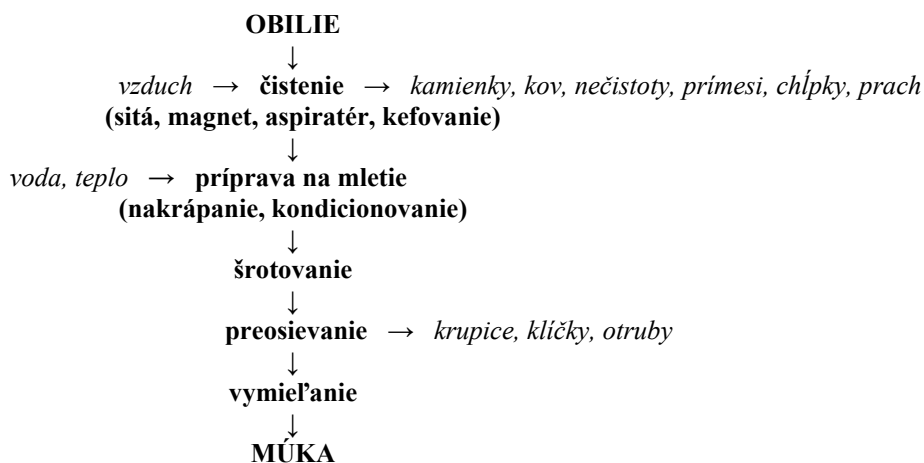 OBILIE
↓
vzduch → čistenie → kamienky, kov, nečistoty, prímesi, chĺpky, prach
(sitá, magnet, aspiratér, kefovanie)
↓
voda, teplo → príprava na mletie
(nakrápanie, kondicionovanie)
↓
šrotovanie
↓
preosievanie → krupice, klíčky, otruby
↓
vymieľanie
↓
MÚKA